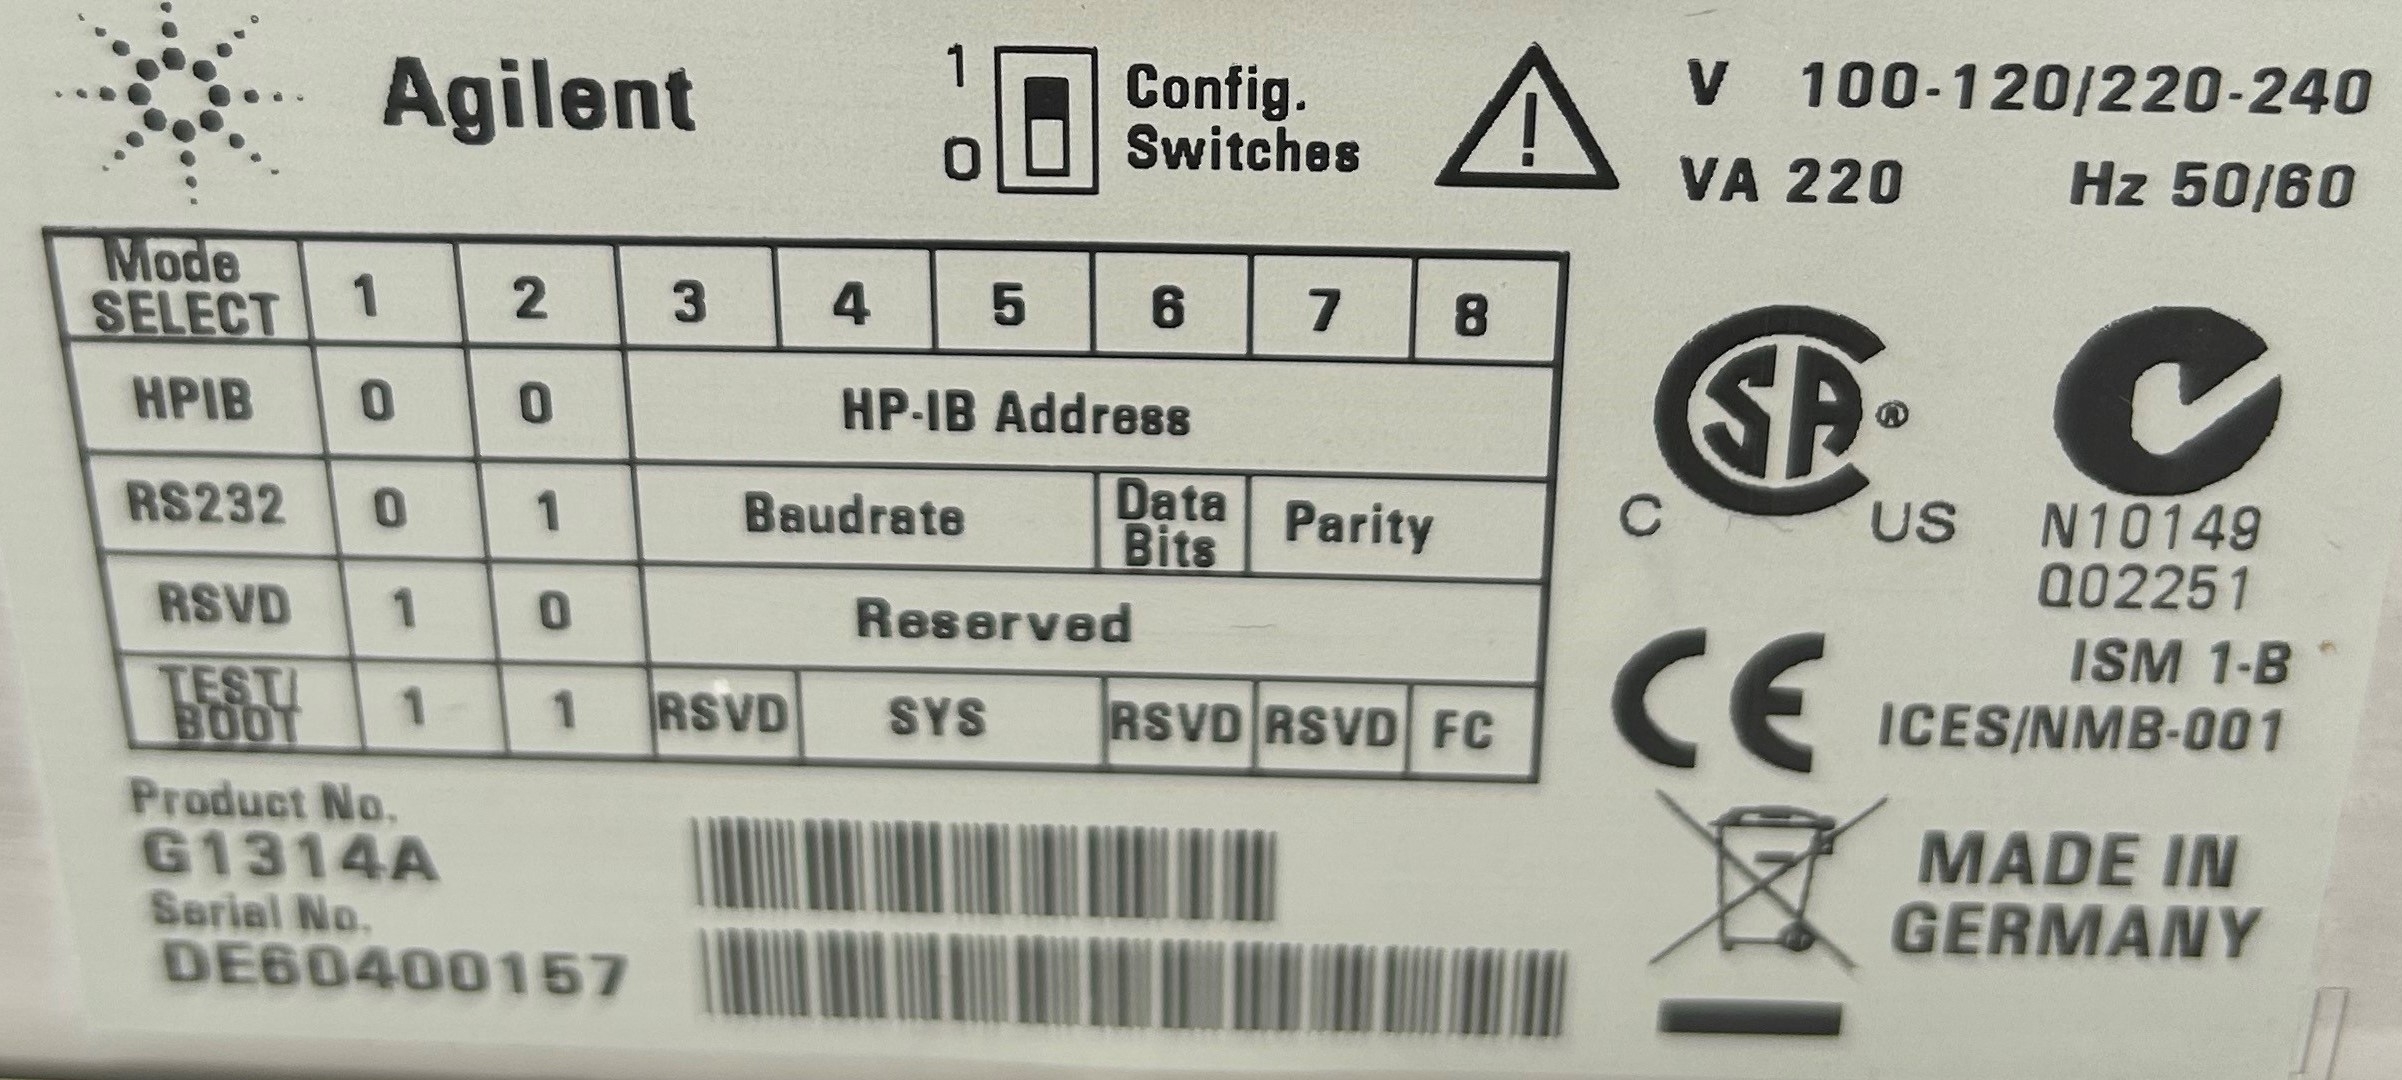 Agilent
1
0
Config.
Switches
V 100-120/220-240
VA 220 Hz 50/60
Mode
SELECT 1 2 3 4 5 6 7 8
HPIB 0 0 HP-IB Address
RS232 0 1 Baudrate Data Bits Parity
RSVD 1 0 Reserved
TEST/
BOOT 1 1 RSVD SYS RSVD RSVD FC
SA ®
C US
N10149
Q02251
CE
ISM 1-B
ICES/NMB-001
Product No.
G1314A
Serial No.
DE60400157
MADE IN
GERMANY